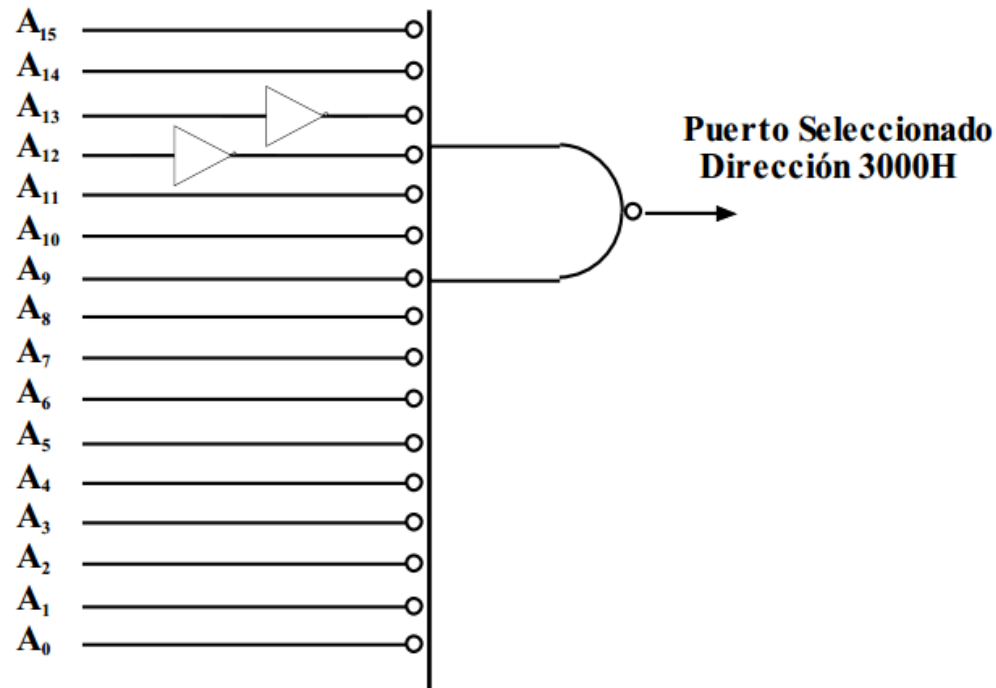 A₁₅
A₁₄
A₁₃
A₁₂
A₁₁
A₁₀
A₉
A₈
A₇
A₆
A₅
A₄
A₃
A₂
A₁
A₀
Puerto Seleccionado
Dirección 3000H